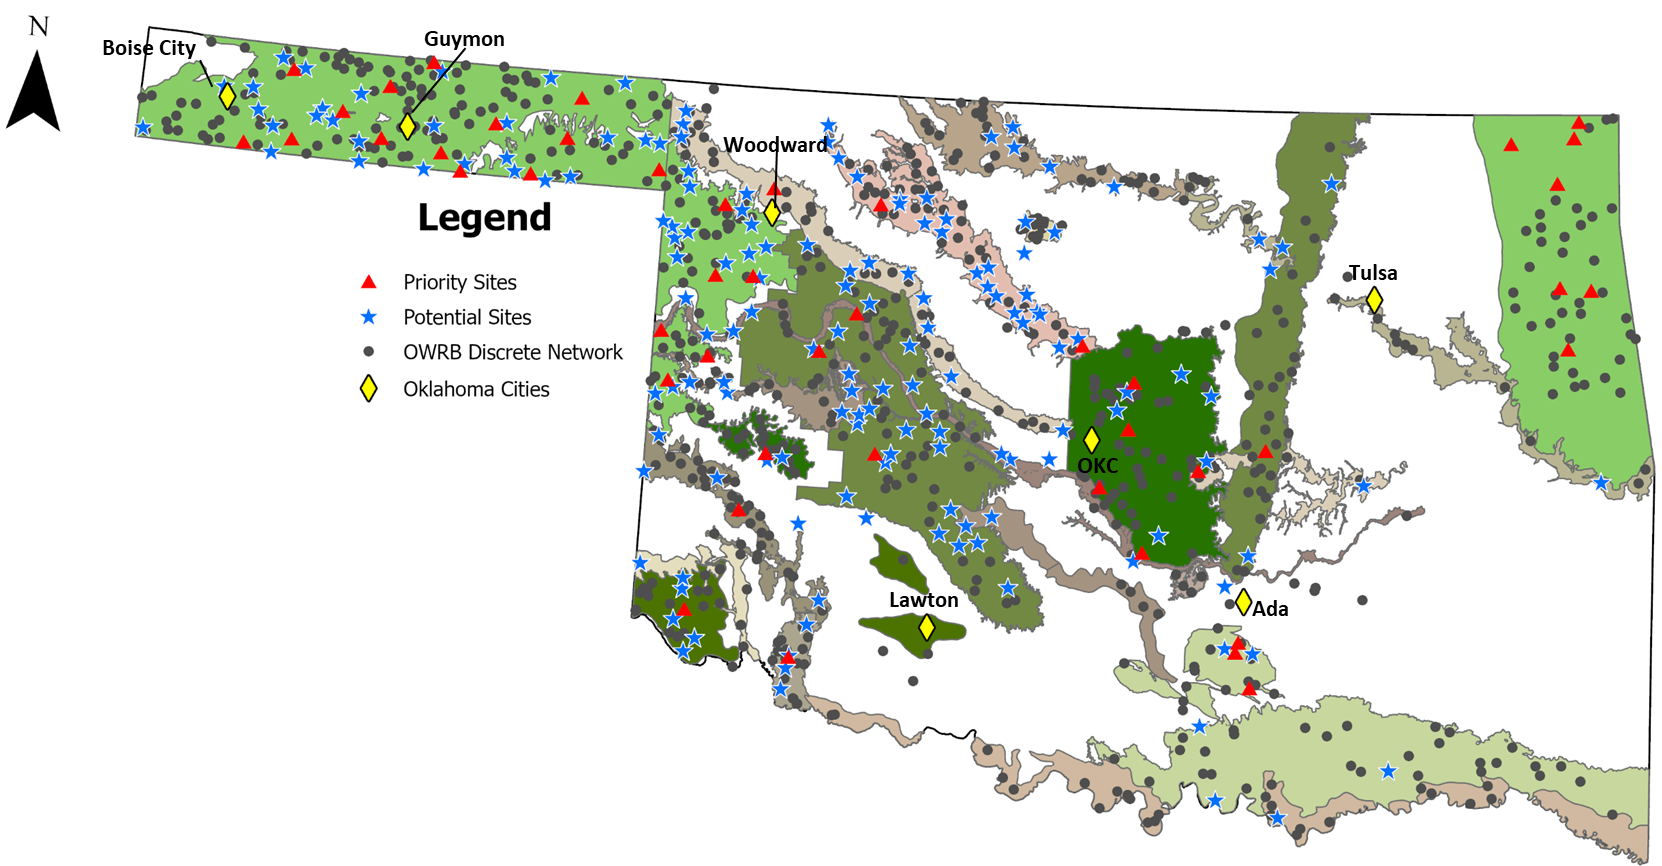 N
Guymon
Boise City
Woodward
Legend
Tulsa
Priority Sites
Potential Sites
OWRB Discrete Network
Oklahoma Cities
OKC
Lawton
Ada